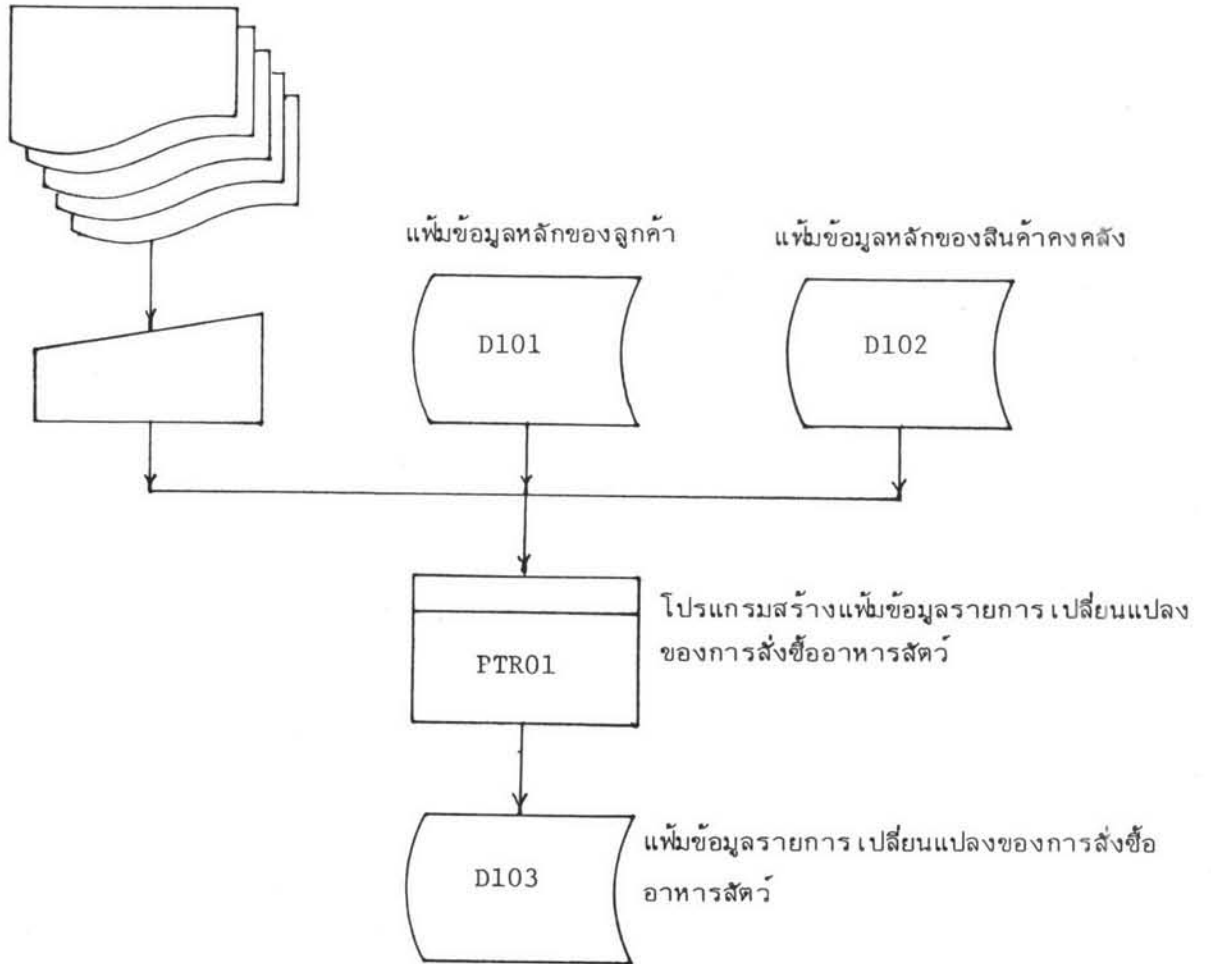 แฟ้มข้อมูลหลักของลูกค้า
แฟ้มข้อมูลหลักของสินค้าคงคลัง
D101
D102
โปรแกรมสร้างแฟ้มข้อมูลรายการเปลี่ยนแปลง
ของการสั่งซื้ออาหารสัตว์
PTR01
แฟ้มข้อมูลรายการเปลี่ยนแปลงของการสั่งซื้อ
อาหารสัตว์
D103